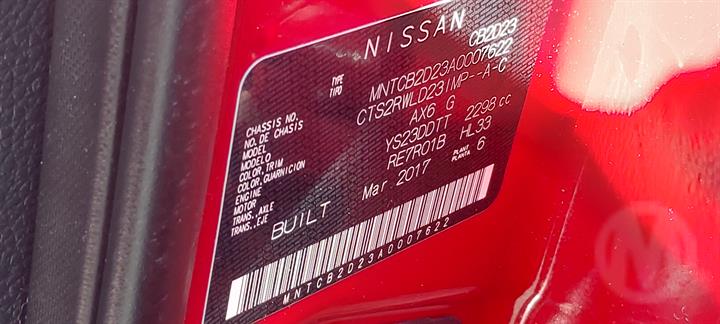 NISSAN
TYPE
TIPO CB2D23
CHASSIS NO. MNTCB2D23A0007622
NO. DE CHASIS
MODEL CTS2RWLD23IMP--A-C
MODELO
COLOR,TRIM AX6 G
COLOR,GUARNICION
ENGINE YS23DDTT 2298 cc
MOTOR
TRANS.,AXLE RE7R01B HL33
TRANS.,EJE
PLANT
PLANTA 6
BUILT Mar 2017
MNTCB2D23A0007622
M